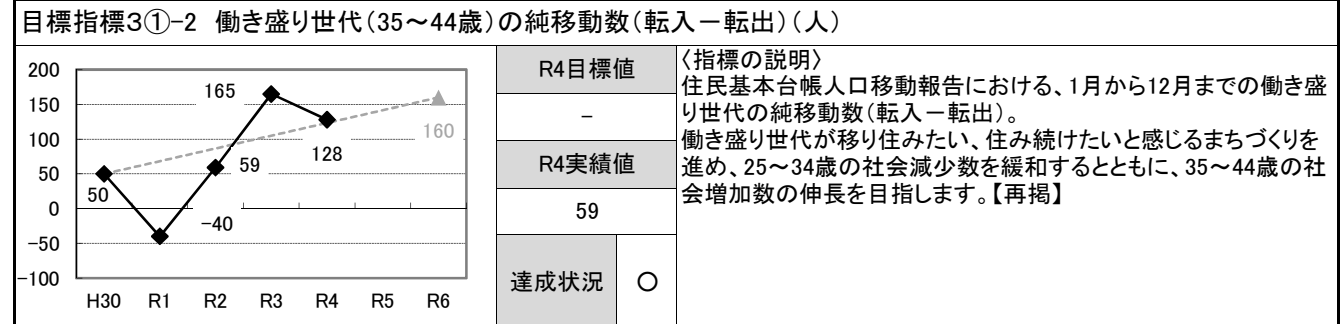 目標指標3①-2 働き盛り世代(35～44歳)の純移動数(転入－転出)(人)
200
150
100
50
0
-50
-100
50
-40
59
165
128
160
H30 R1 R2 R3 R4 R5 R6
R4目標値
－
R4実績値
59
達成状況 ○
〈指標の説明〉
住民基本台帳人口移動報告における、1月から12月までの働き盛
り世代の純移動数(転入－転出)。
働き盛り世代が移り住みたい、住み続けたいと感じるまちづくりを
進め、25～34歳の社会減少数を緩和するとともに、35～44歳の社
会増加数の伸長を目指します。【再掲】